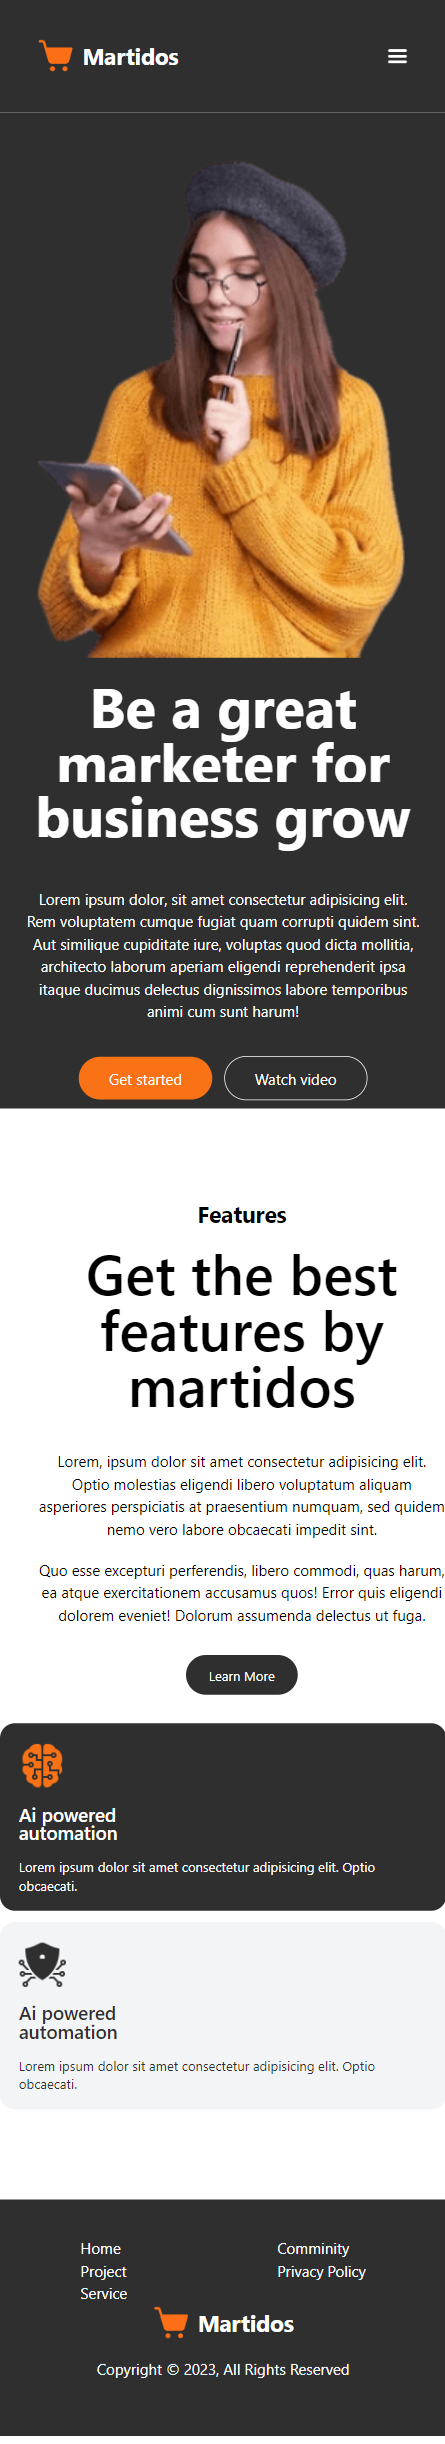 Martidos
Be a great
marketer for
business grow
Lorem ipsum dolor, sit amet consectetur adipisicing elit.
Rem voluptatem cumque fugiat quam corrupti quidem sint.
Aut similique cupiditate iure, voluptas quod dicta mollitia,
architecto laborum aperiam eligendi reprehenderit ipsa
itaque ducimus delectus dignissimos labore temporibus
animi cum sunt harum!
Get started
Watch video
Features
Get the best
features by
martidos
Lorem, ipsum dolor sit amet consectetur adipisicing elit.
Optio molestias eligendi libero voluptatum aliquam
asperiores perspiciatis at praesentium numquam, sed quidem
nemo vero labore obcaecati impedit sint.
Quo esse excepturi perferendis, libero commodi, quas harum,
ea atque exercitationem accusamus quos! Error quis eligendi
dolorem eveniet! Dolorum assumenda delectus ut fuga.
Learn More
Ai powered
automation
Lorem ipsum dolor sit amet consectetur adipisicing elit. Optio
obcaecati.
Ai powered
automation
Lorem ipsum dolor sit amet consectetur adipisicing elit. Optio
obcaecati.
Home
Project
Service
Comminity
Privacy Policy
Martidos
Copyright © 2023, All Rights Reserved